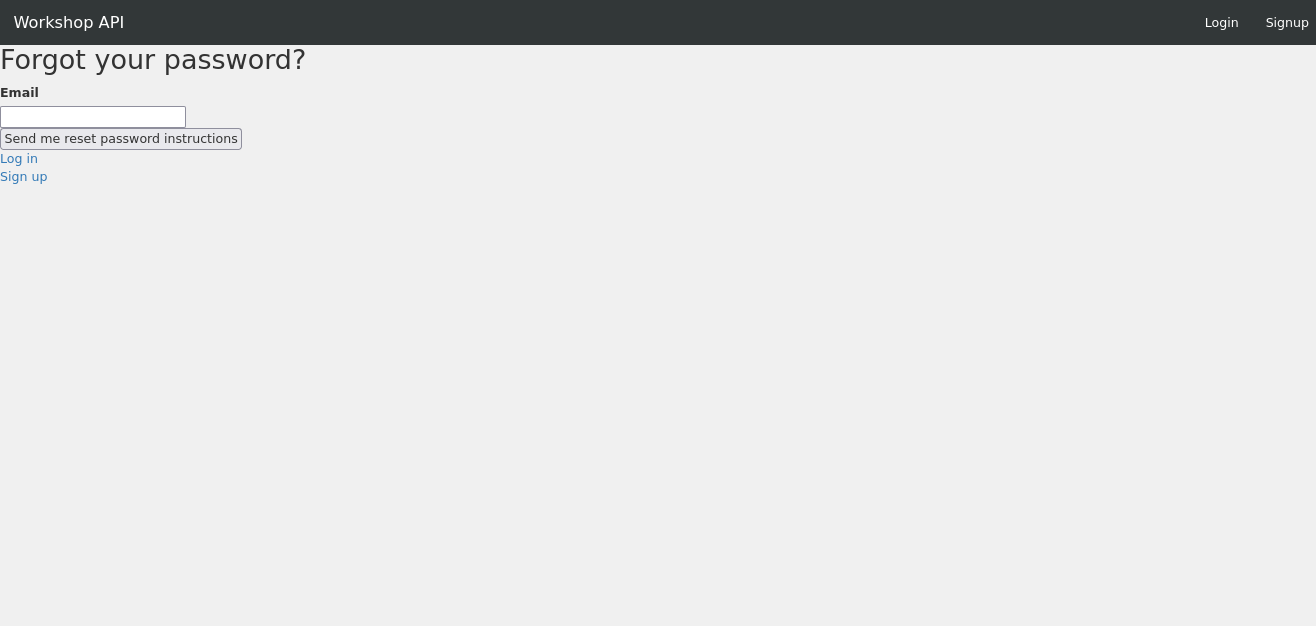 Workshop API
Login
Signup
Forgot your password?
Email
Send me reset password instructions
Log in
Sign up